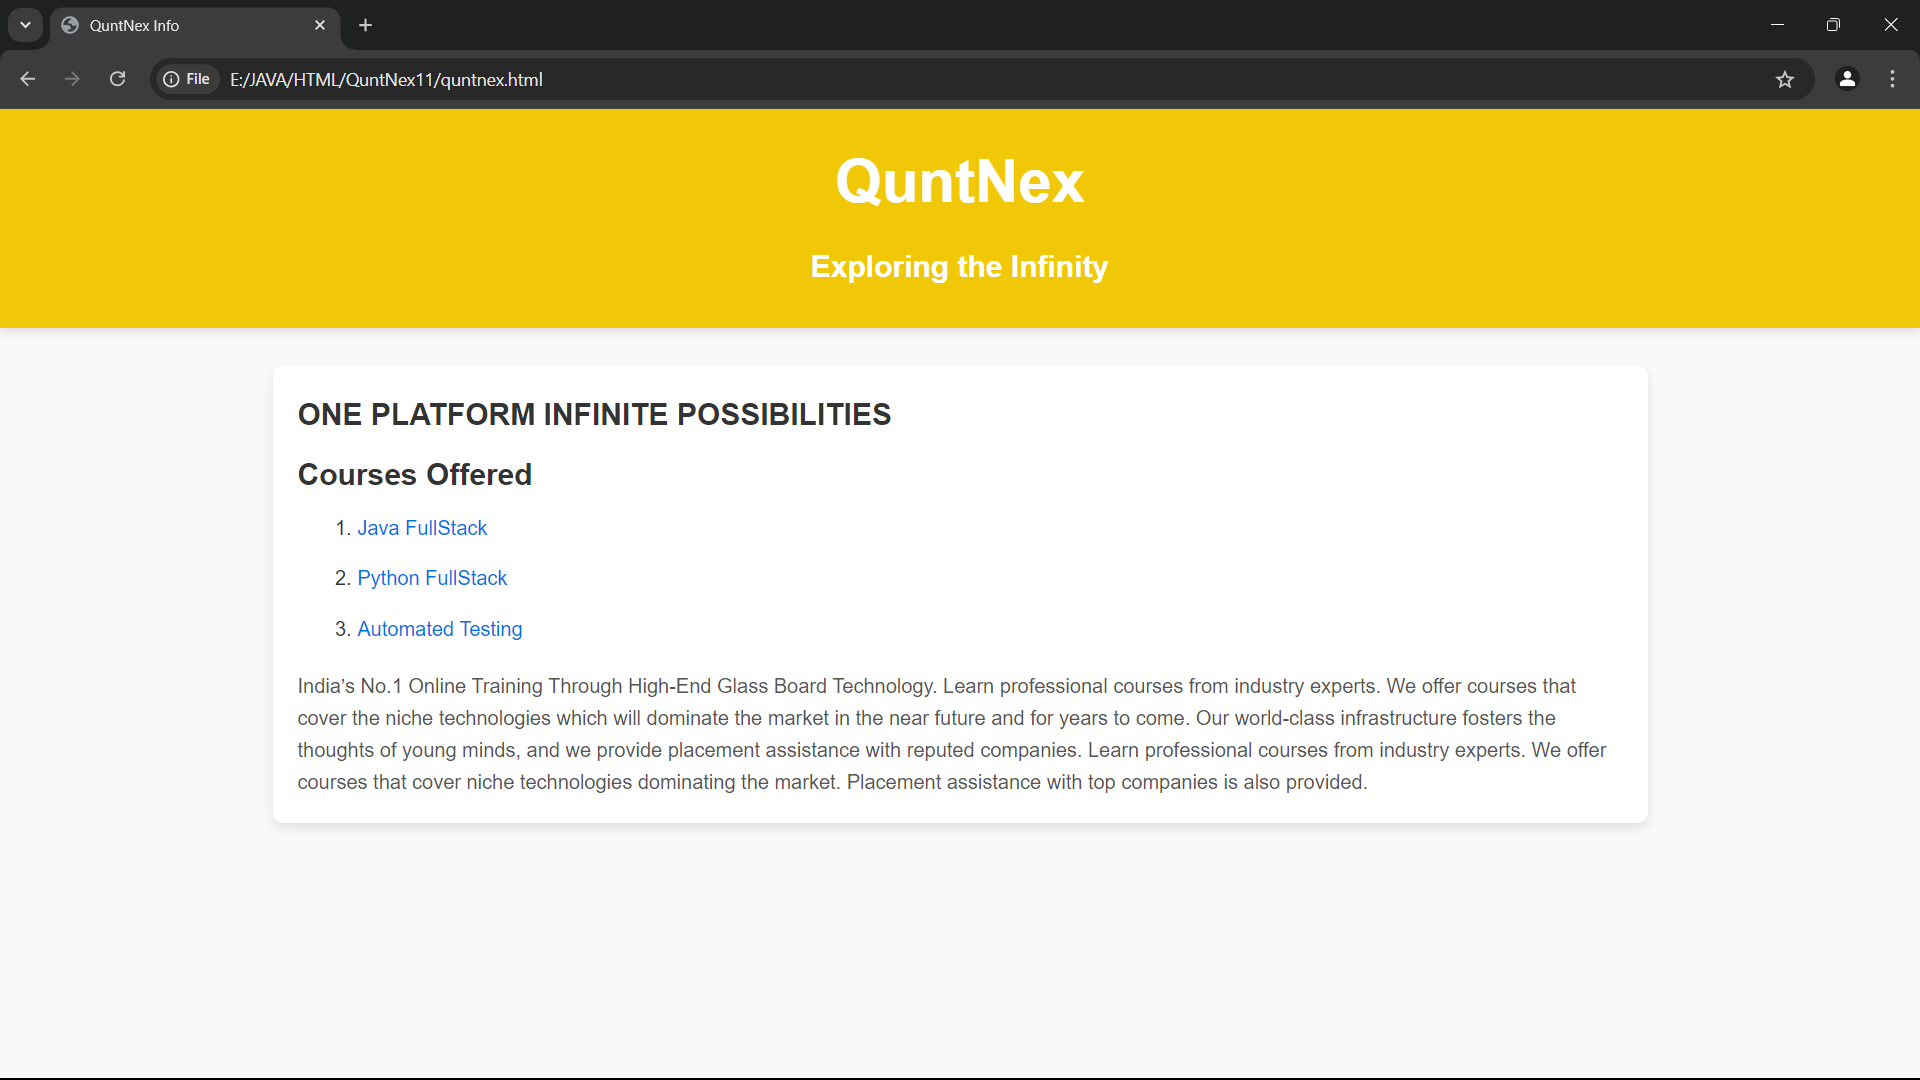 QuntNex Info
File
E:/JAVA/HTML/QuntNex11/quntnex.html
QuntNex
Exploring the Infinity
ONE PLATFORM INFINITE POSSIBILITIES
Courses Offered
1. Java FullStack
2. Python FullStack
3. Automated Testing
India’s No.1 Online Training Through High-End Glass Board Technology. Learn professional courses from industry experts. We offer courses that
cover the niche technologies which will dominate the market in the near future and for years to come. Our world-class infrastructure fosters the
thoughts of young minds, and we provide placement assistance with reputed companies. Learn professional courses from industry experts. We offer
courses that cover niche technologies dominating the market. Placement assistance with top companies is also provided.